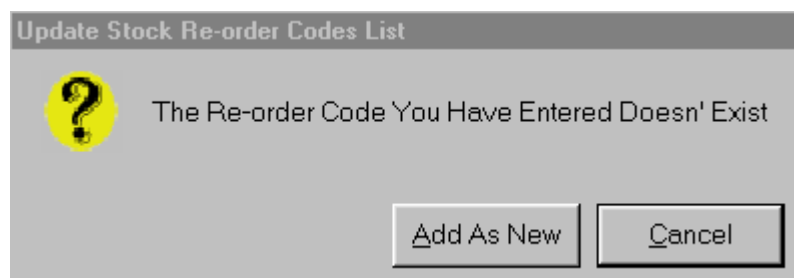 Update Stock Re-order Codes List
The Re-order Code You Have Entered Doesn' Exist
Add As New
Cancel